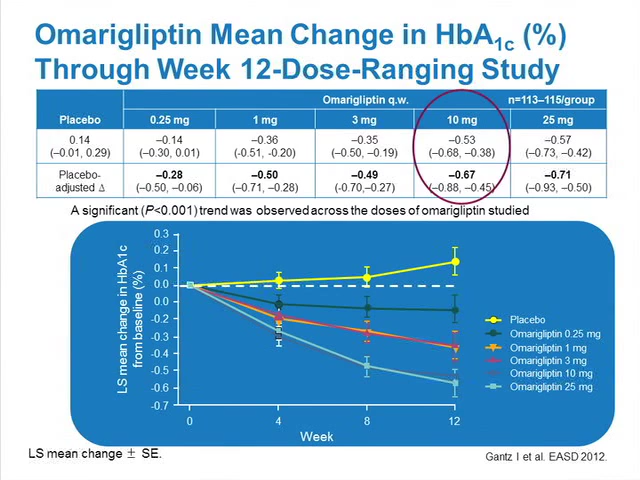 Omarigliptin Mean Change in HbA1c (%)
Through Week 12-Dose-Ranging Study
Omarigliptin q.w. n=113–115/group
Placebo 0.25 mg 1 mg 3 mg 10 mg 25 mg
0.14 –0.14 –0.36 –0.35 –0.53 –0.57
(–0.01, 0.29) (–0.30, 0.01) (-0.51, -0.20) (–0.50, –0.19) (–0.68, –0.38) (–0.73, –0.42)
Placebo- –0.28 –0.50 –0.49 –0.67 –0.71
adjusted Δ (–0.50, –0.06) (–0.71, –0.28) (–0.70,–0.27) (–0.88, –0.45) (–0.93, –0.50)
A significant (P<0.001) trend was observed across the doses of omarigliptin studied
LS mean change in HbA1c
from baseline (%)
0.3
0.2
0.1
0.0
0.0
-0.2
-0.3
-0.4
-0.5
-0.6
-0.7
0 4 8 12
Week
Placebo
Omarigliptin 0.25 mg
Omarigliptin 1 mg
Omarigliptin 3 mg
Omarigliptin 10 mg
Omarigliptin 25 mg
LS mean change ± SE.
Gantz I et al. EASD 2012.